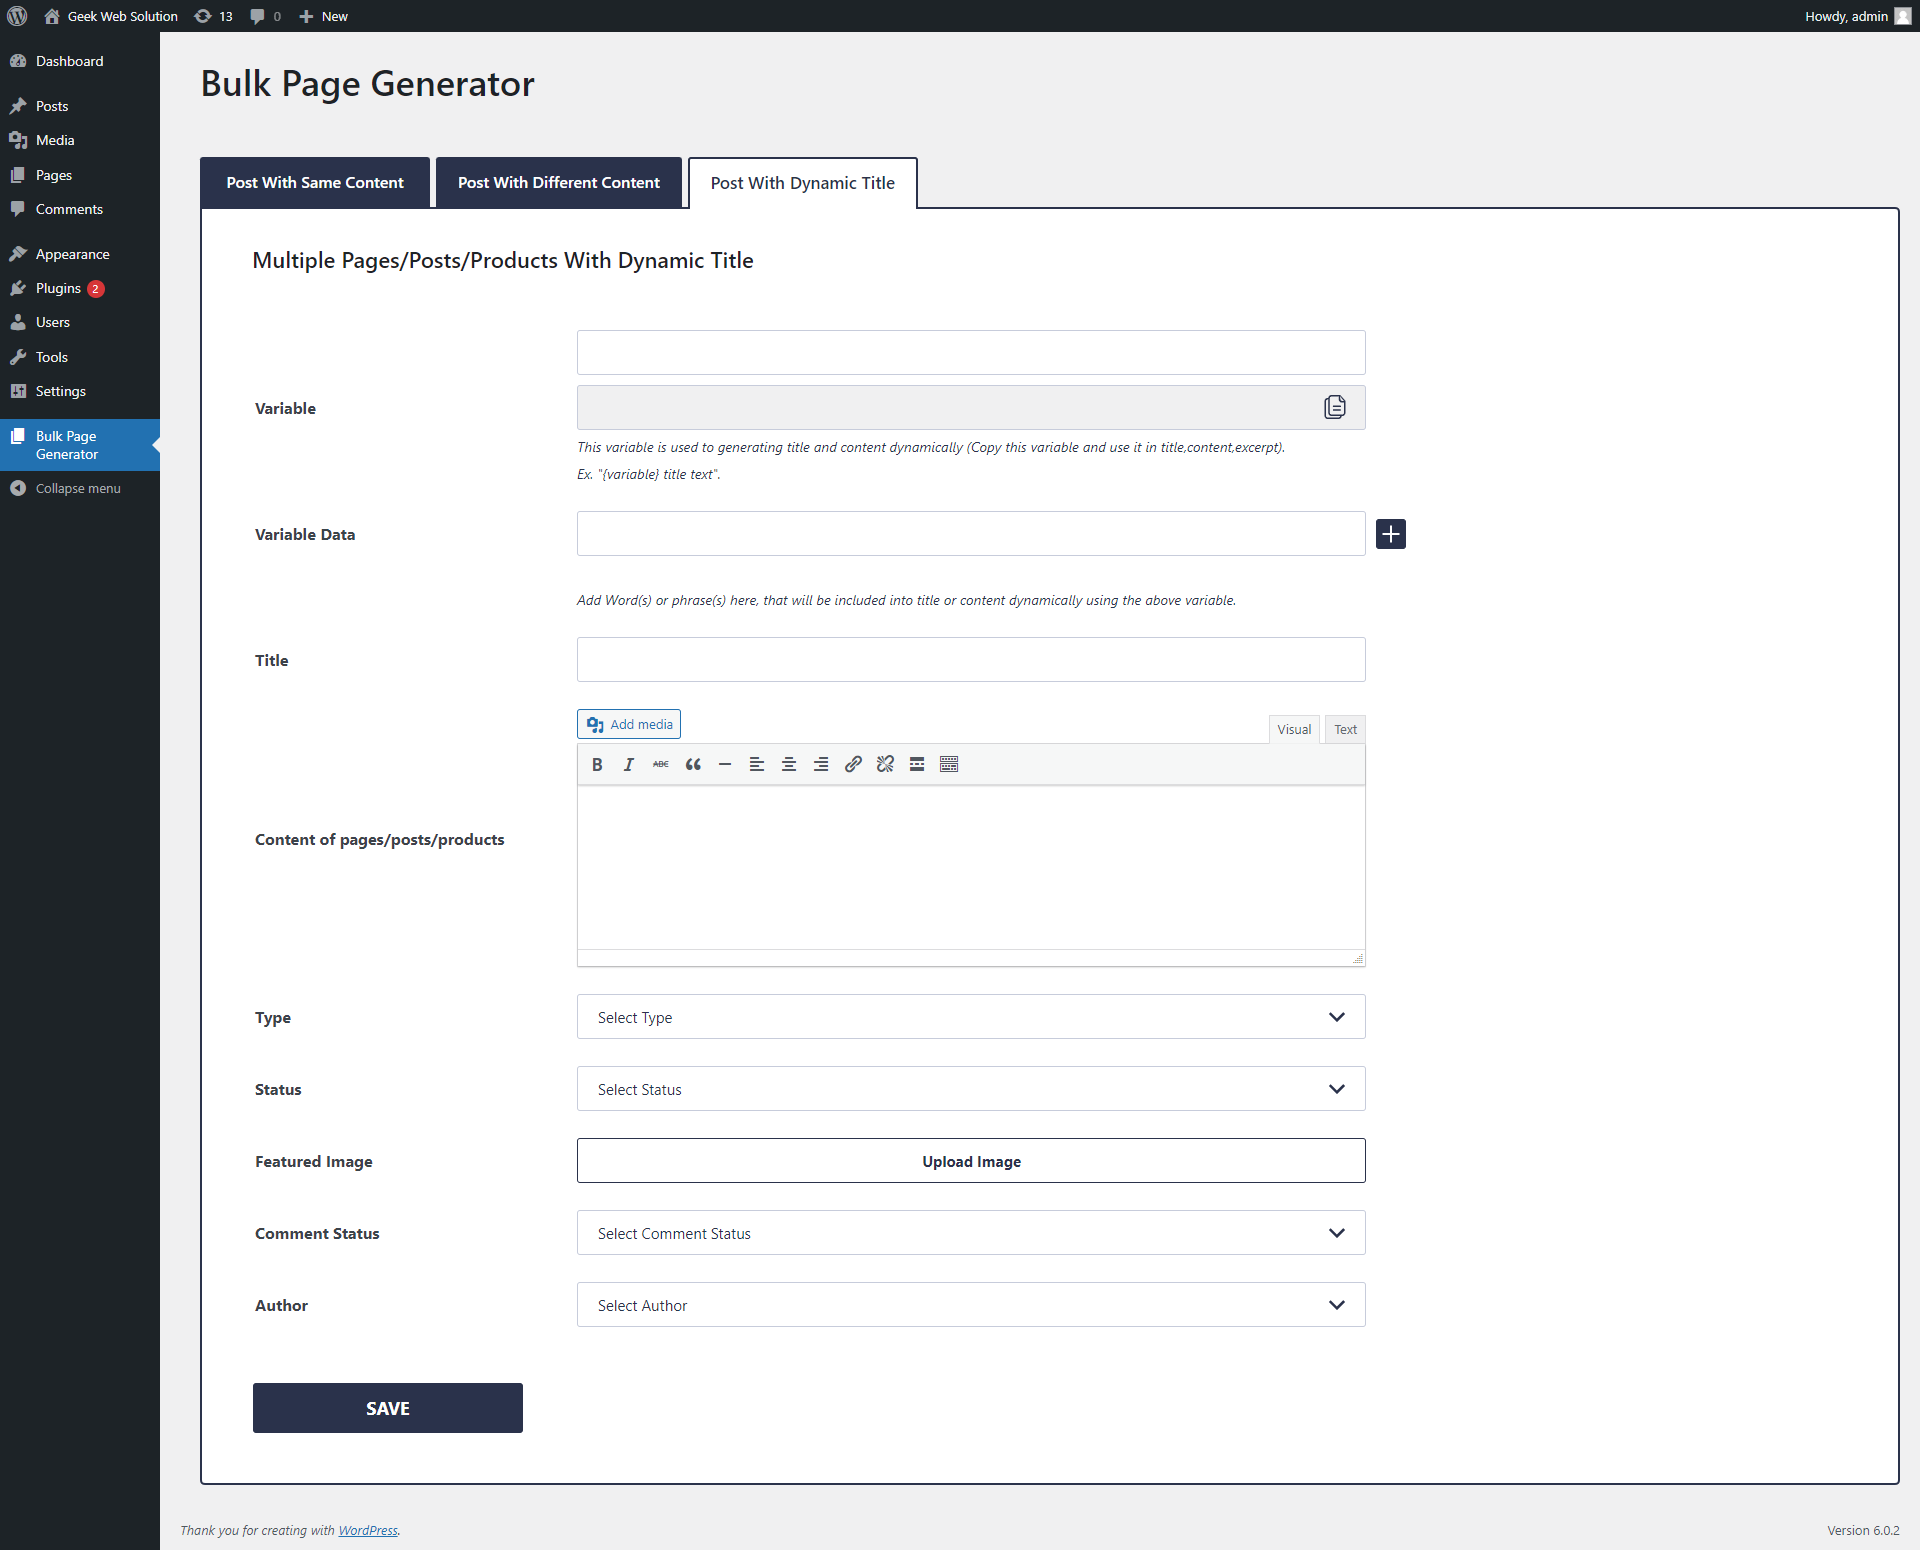 Geek Web Solution 13 0 New
Howdy, admin
Dashboard
Posts
Media
Pages
Comments
Appearance
Plugins 2
Users
Tools
Settings
Bulk Page
Generator
Collapse menu
Bulk Page Generator
Post With Same Content
Post With Different Content
Post With Dynamic Title
Multiple Pages/Posts/Products With Dynamic Title
Variable
This variable is used to generating title and content dynamically (Copy this variable and use it in title,content,excerpt).
Ex. "{variable} title text".
Variable Data
Add Word(s) or phrase(s) here, that will be included into title or content dynamically using the above variable.
Title
Add media
Visual
Text
B I ABC
Content of pages/posts/products
Type
Select Type
Status
Select Status
Featured Image
Upload Image
Comment Status
Select Comment Status
Author
Select Author
SAVE
Thank you for creating with WordPress.
Version 6.0.2